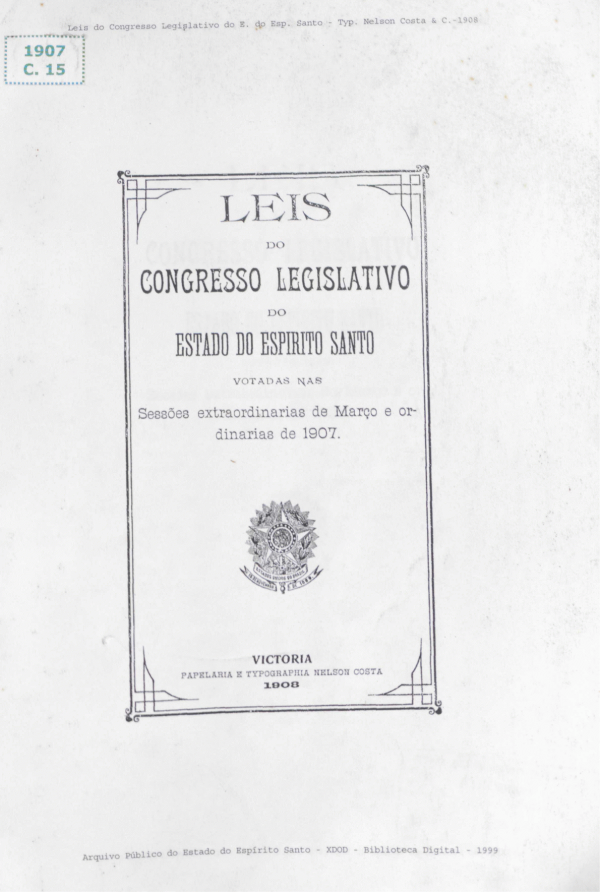 Leis do Congresso Legislativo do E. do Esp. Santo - Typ. Nelson Costa & C.-1908
1907
C. 15
LEIS
DO
CONGRESSO LEGISLATIVO
DO
ESTADO DO ESPIRITO SANTO
VOTADAS NAS
Sessões extraordinarias de Março e or-
dinarias de 1907.
VICTORIA
PAPELARIA E TYPOGRAPHIA NELSON COSTA
1908
Arquivo Público do Estado do Espírito Santo - XDOD - Biblioteca Digital - 1999